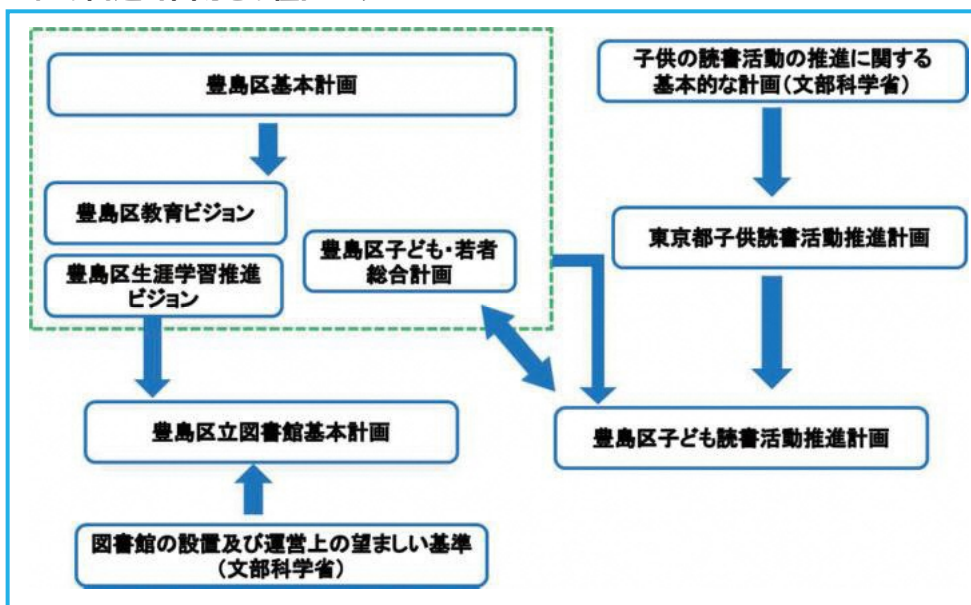 豊島区基本計画
豊島区教育ビジョン
豊島区生涯学習推進
ビジョン
豊島区子ども・若者
総合計画
豊島区立図書館基本計画
図書館の設置及び運営上の望ましい基準
（文部科学省）
子供の読書活動の推進に関する
基本的な計画（文部科学省）
東京都子供読書活動推進計画
豊島区子ども読書活動推進計画